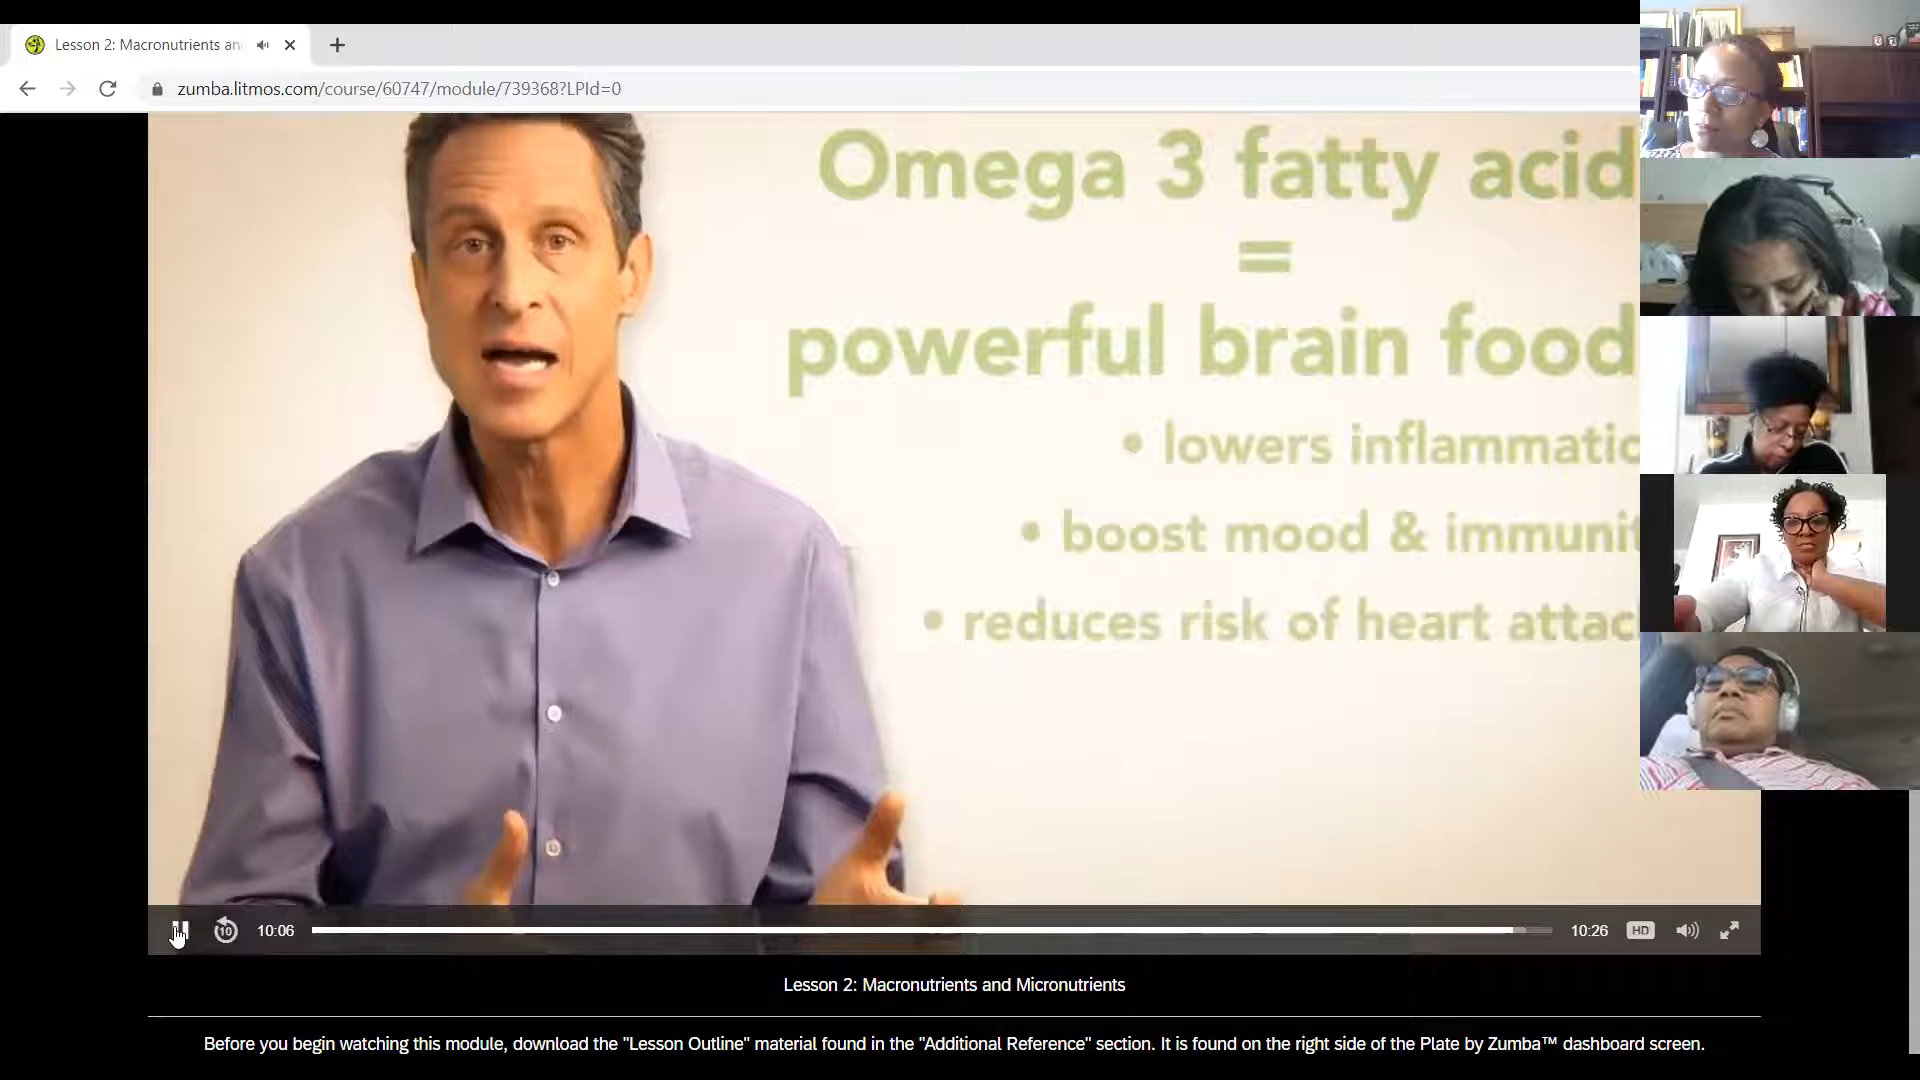 Lesson 2: Macronutrients an
zumba.litmos.com/course/60747/module/739368?LPId=0
Omega 3 fatty acid
=
powerful brain food
• lowers inflammatio
• boost mood & immunit
• reduces risk of heart attac
10
10:06
10:26
HD
Lesson 2: Macronutrients and Micronutrients
Before you begin watching this module, download the "Lesson Outline" material found in the "Additional Reference" section. It is found on the right side of the Plate by Zumba™ dashboard screen.